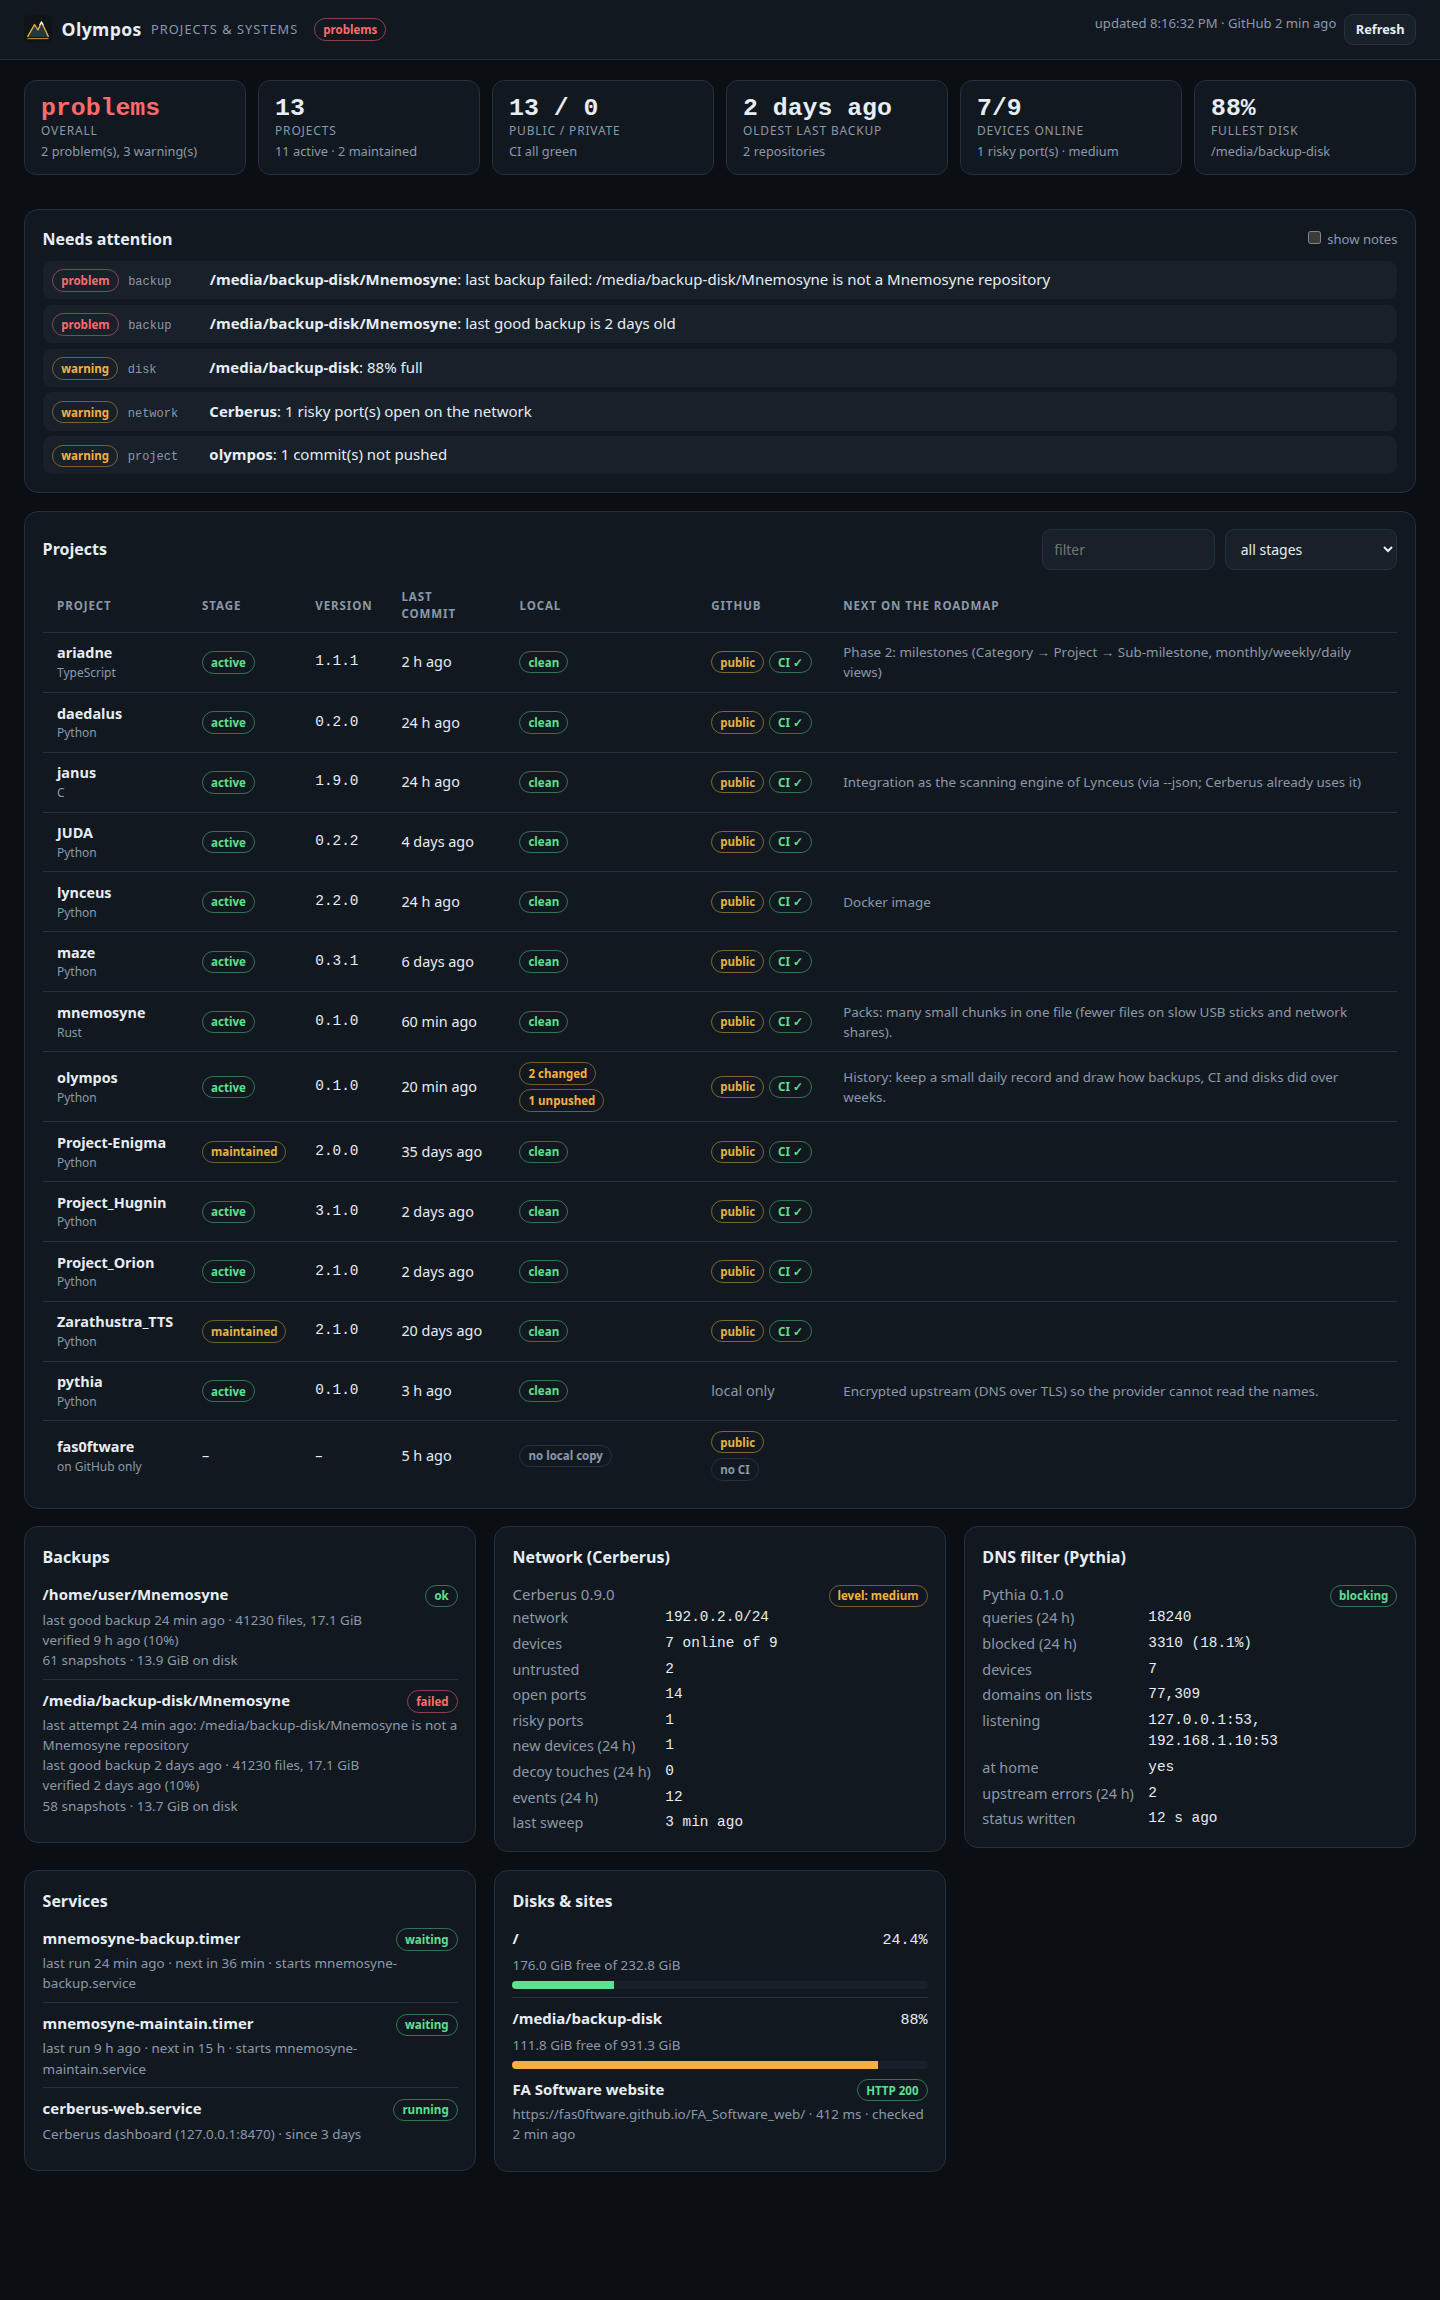 Olympos PROJECTS & SYSTEMS problems
updated 8:16:32 PM · GitHub 2 min ago Refresh
problems
OVERALL
2 problem(s), 3 warning(s)
13
PROJECTS
11 active · 2 maintained
13 / 0
PUBLIC / PRIVATE
CI all green
2 days ago
OLDEST LAST BACKUP
2 repositories
7/9
DEVICES ONLINE
1 risky port(s) · medium
88%
FULLEST DISK
/media/backup-disk
Needs attention
show notes
problem backup /media/backup-disk/Mnemosyne: last backup failed: /media/backup-disk/Mnemosyne is not a Mnemosyne repository
problem backup /media/backup-disk/Mnemosyne: last good backup is 2 days old
warning disk /media/backup-disk: 88% full
warning network Cerberus: 1 risky port(s) open on the network
warning project olympos: 1 commit(s) not pushed
Projects
filter
all stages
PROJECT STAGE VERSION LAST COMMIT LOCAL GITHUB NEXT ON THE ROADMAP
ariadne
TypeScript
active 1.1.1 2 h ago clean public CI ✓
Phase 2: milestones (Category → Project → Sub-milestone, monthly/weekly/daily
views)
daedalus
Python
active 0.2.0 24 h ago clean public CI ✓
janus
C
active 1.9.0 24 h ago clean public CI ✓
Integration as the scanning engine of Lynceus (via --json; Cerberus already uses it)
JUDA
Python
active 0.2.2 4 days ago clean public CI ✓
lynceus
Python
active 2.2.0 24 h ago clean public CI ✓
Docker image
maze
Python
active 0.3.1 6 days ago clean public CI ✓
mnemosyne
Rust
active 0.1.0 60 min ago clean public CI ✓
Packs: many small chunks in one file (fewer files on slow USB sticks and network
shares).
olympos
Python
active 0.1.0 20 min ago
2 changed
1 unpushed
public CI ✓
History: keep a small daily record and draw how backups, CI and disks did over
weeks.
Project-Enigma
Python
maintained 2.0.0 35 days ago clean public CI ✓
Project_Hugnin
Python
active 3.1.0 2 days ago clean public CI ✓
Project_Orion
Python
active 2.1.0 2 days ago clean public CI ✓
Zarathustra_TTS
Python
maintained 2.1.0 20 days ago clean public CI ✓
pythia
Python
active 0.1.0 3 h ago clean local only
Encrypted upstream (DNS over TLS) so the provider cannot read the names.
fas0ftware
on GitHub only
– – 5 h ago no local copy
public
no CI
Backups
/home/user/Mnemosyne ok
last good backup 24 min ago · 41230 files, 17.1 GiB
verified 9 h ago (10%)
61 snapshots · 13.9 GiB on disk
/media/backup-disk/Mnemosyne failed
last attempt 24 min ago: /media/backup-disk/Mnemosyne is not a
Mnemosyne repository
last good backup 2 days ago · 41230 files, 17.1 GiB
verified 2 days ago (10%)
58 snapshots · 13.7 GiB on disk
Network (Cerberus)
Cerberus 0.9.0 level: medium
network 192.0.2.0/24
devices 7 online of 9
untrusted 2
open ports 14
risky ports 1
new devices (24 h) 1
decoy touches (24 h) 0
events (24 h) 12
last sweep 3 min ago
DNS filter (Pythia)
Pythia 0.1.0 blocking
queries (24 h) 18240
blocked (24 h) 3310 (18.1%)
devices 7
domains on lists 77,309
listening 127.0.0.1:53,
192.168.1.10:53
at home yes
upstream errors (24 h) 2
status written 12 s ago
Services
mnemosyne-backup.timer waiting
last run 24 min ago · next in 36 min · starts mnemosyne-
backup.service
mnemosyne-maintain.timer waiting
last run 9 h ago · next in 15 h · starts mnemosyne-
maintain.service
cerberus-web.service running
Cerberus dashboard (127.0.0.1:8470) · since 3 days
Disks & sites
/ 24.4%
176.0 GiB free of 232.8 GiB
/media/backup-disk 88%
111.8 GiB free of 931.3 GiB
FA Software website HTTP 200
https://fas0ftware.github.io/FA_Software_web/ · 412 ms · checked
2 min ago